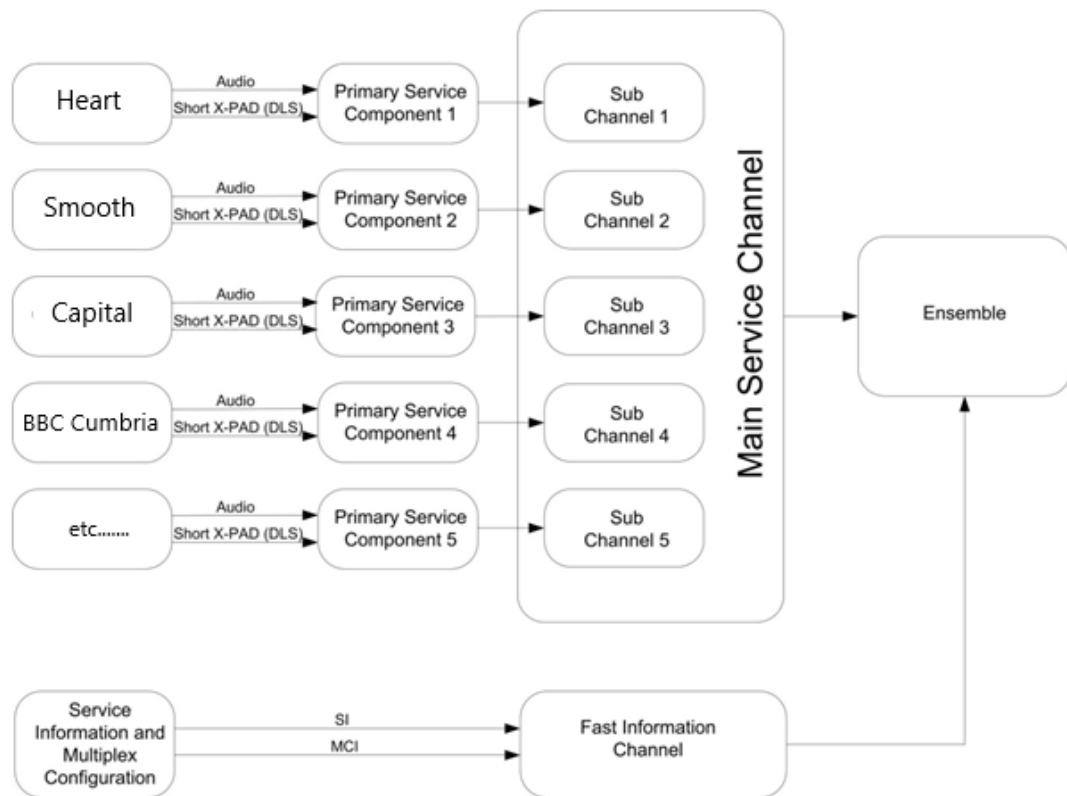 Heart
Audio
Short X-PAD (DLS)
Primary Service
Component 1
Sub
Channel 1
Smooth
Audio
Short X-PAD (DLS)
Primary Service
Component 2
Sub
Channel 2
Capital
Audio
Short X-PAD (DLS)
Primary Service
Component 3
Sub
Channel 3
BBC Cumbria
Audio
Short X-PAD (DLS)
Primary Service
Component 4
Sub
Channel 4
etc.......
Audio
Short X-PAD (DLS)
Primary Service
Component 5
Sub
Channel 5
Main Service Channel
Ensemble
Service
Information and
Multiplex
Configuration
SI
MCI
Fast Information
Channel